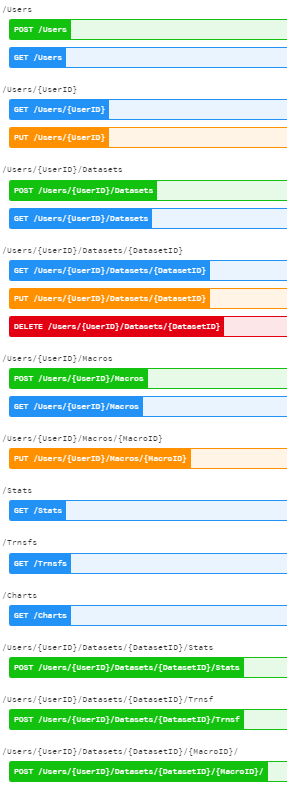 /Users
POST /Users
GET /Users
/Users/{UserID}
GET /Users/{UserID}
PUT /Users/{UserID}
/Users/{UserID}/Datasets
POST /Users/{UserID}/Datasets
GET /Users/{UserID}/Datasets
/Users/{UserID}/Datasets/{DatasetID}
GET /Users/{UserID}/Datasets/{DatasetID}
PUT /Users/{UserID}/Datasets/{DatasetID}
DELETE /Users/{UserID}/Datasets/{DatasetID}
/Users/{UserID}/Macros
POST /Users/{UserID}/Macros
GET /Users/{UserID}/Macros
/Users/{UserID}/Macros/{MacroID}
PUT /Users/{UserID}/Macros/{MacroID}
/Stats
GET /Stats
/Trnsfs
GET /Trnsfs
/Charts
GET /Charts
/Users/{UserID}/Datasets/{DatasetID}/Stats
POST /Users/{UserID}/Datasets/{DatasetID}/Stats
/Users/{UserID}/Datasets/{DatasetID}/Trnsf
POST /Users/{UserID}/Datasets/{DatasetID}/Trnsf
/Users/{UserID}/Datasets/{DatasetID}/{MacroID}/
POST /Users/{UserID}/Datasets/{DatasetID}/{MacroID}/